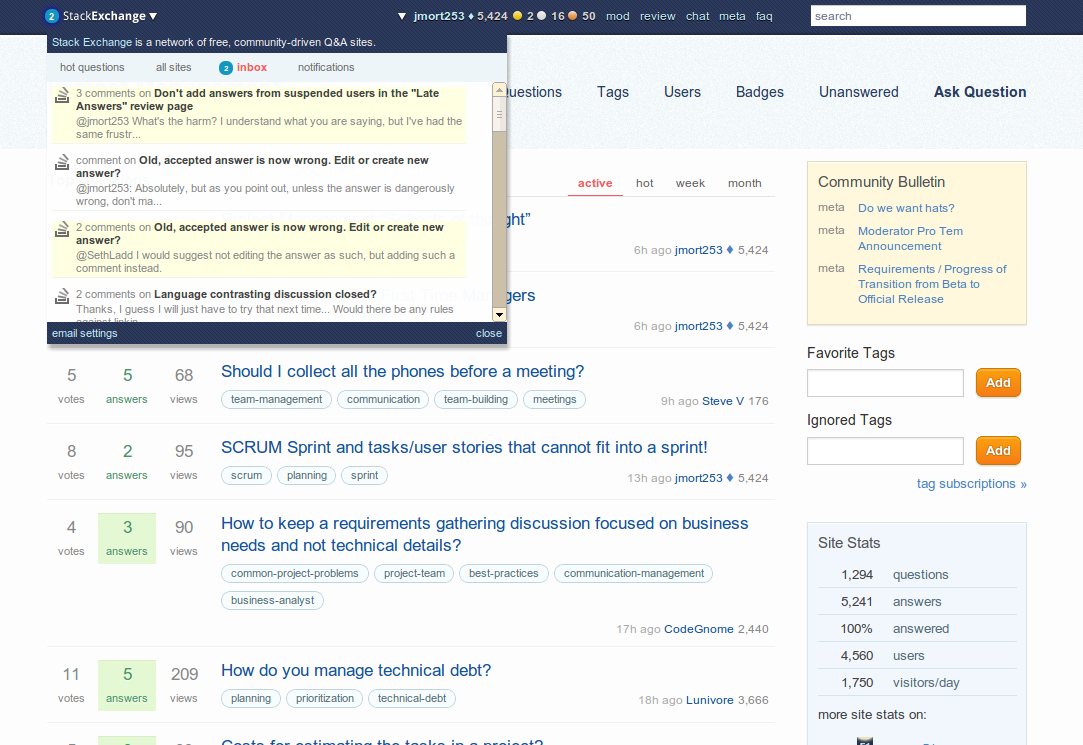 2 StackExchange ▼
▼ jmort253 ♦ 5,424 2 16 50 mod review chat meta faq
search
Stack Exchange is a network of free, community-driven Q&A sites.
hot questions all sites 2 inbox notifications
3 comments on Don't add answers from suspended users in the "Late
Answers" review page
@jmort253 What's the harm? I understand what you are saying, but I've had the
same frustr...
comment on Old, accepted answer is now wrong. Edit or create new
answer?
@jmort253: Absolutely, but as you point out, unless the answer is dangerously
wrong, don't ma...
2 comments on Old, accepted answer is now wrong. Edit or create new
answer?
@SethLadd I would suggest not editing the answer as such, but adding such a
comment instead.
2 comments on Language contrasting discussion closed?
Thanks, I guess I will just have to try that next time... Would there be any rules
against linkin
email settings close
Questions Tags Users Badges Unanswered Ask Question
active hot week month
ght”
6h ago jmort253 ♦ 5,424
First Time Managers
6h ago jmort253 ♦ 5,424
5 votes 5 answers 68 views
Should I collect all the phones before a meeting?
team-management communication team-building meetings
9h ago Steve V 176
8 votes 2 answers 95 views
SCRUM Sprint and tasks/user stories that cannot fit into a sprint!
scrum planning sprint
13h ago jmort253 ♦ 5,424
4 votes 3 answers 90 views
How to keep a requirements gathering discussion focused on business
needs and not technical details?
common-project-problems project-team best-practices communication-management
business-analyst
17h ago CodeGnome 2,440
11 votes 5 answers 209 views
How do you manage technical debt?
planning prioritization technical-debt
18h ago Lunivore 3,666
Costs for estimating the tasks in a project?
Community Bulletin
meta Do we want hats?
meta Moderator Pro Tem
Announcement
meta Requirements / Progress of
Transition from Beta to
Official Release
Favorite Tags
Add
Ignored Tags
Add
tag subscriptions »
Site Stats
1,294 questions
5,241 answers
100% answered
4,560 users
1,750 visitors/day
more site stats on: